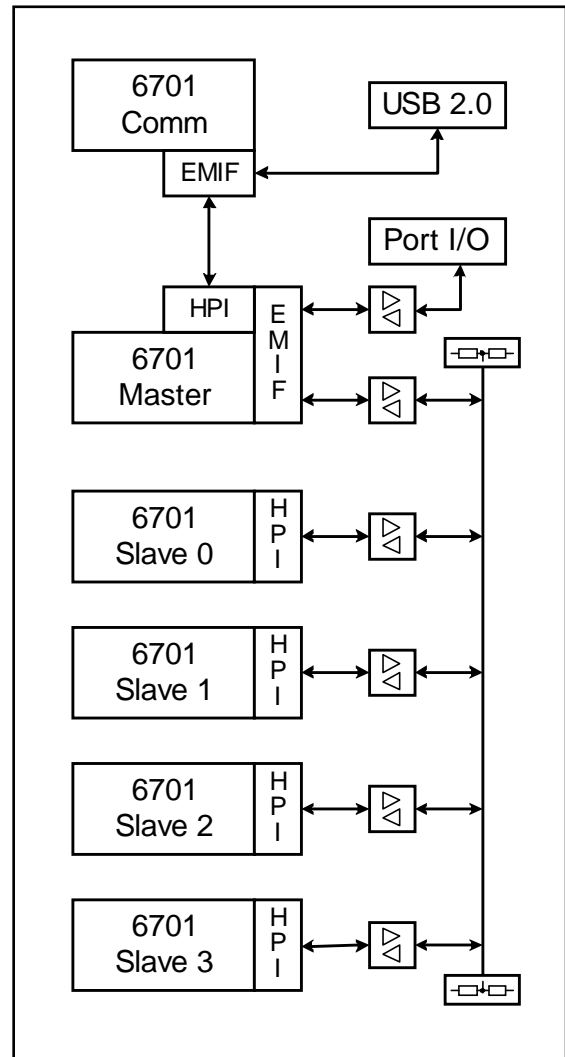 6701
Comm
EMIF
USB 2.0
Port I/O
HPI
E
M
I
F
6701
Master
6701
Slave 0
H
P
I
6701
Slave 1
H
P
I
6701
Slave 2
H
P
I
6701
Slave 3
H
P
I